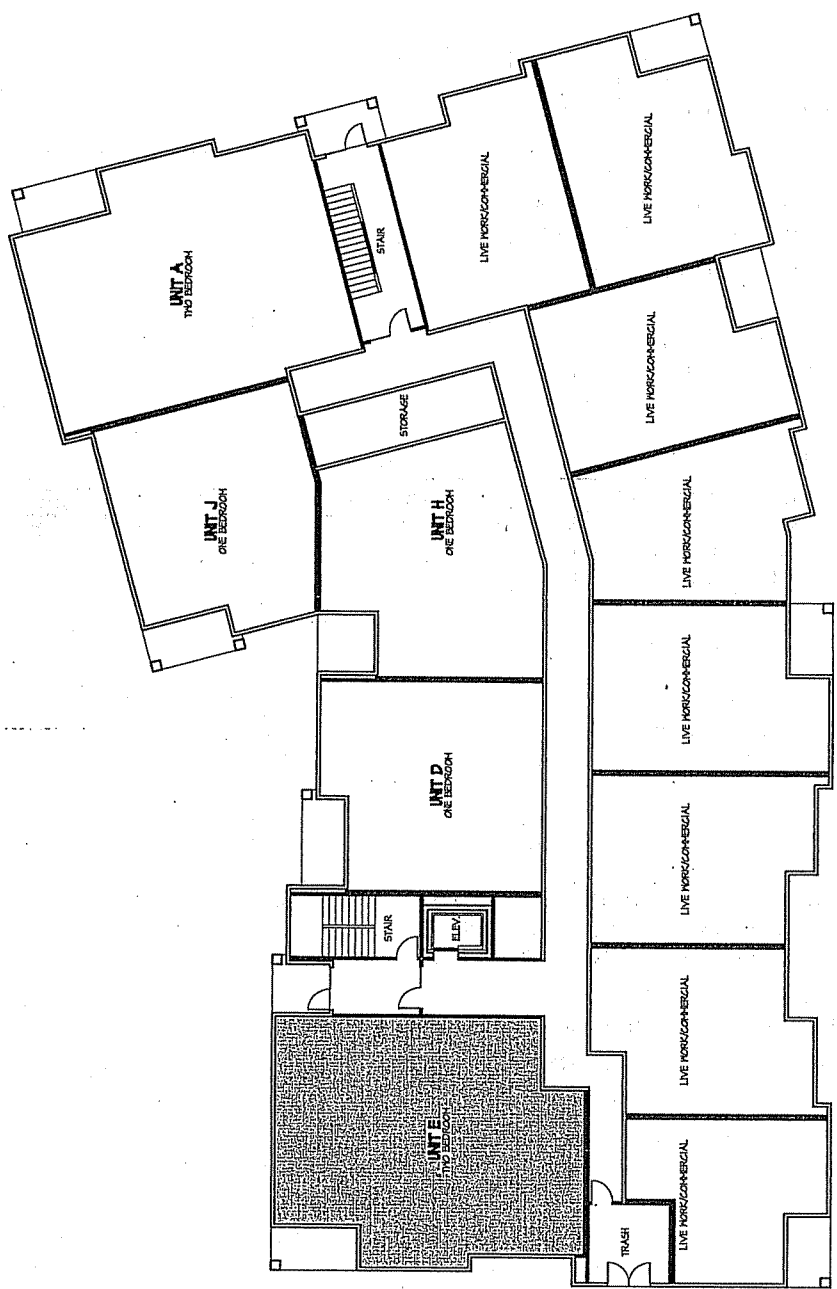 UNIT A
TWO BEDROOM
UNIT J
ONE BEDROOM
STAIR
STORAGE
UNIT H
ONE BEDROOM
UNIT D
ONE BEDROOM
STAIR
ELEV.
UNIT E
TWO BEDROOM
TRASH
LIVE WORK/COMMERCIAL
LIVE WORK/COMMERCIAL
LIVE WORK/COMMERCIAL
LIVE WORK/COMMERCIAL
LIVE WORK/COMMERCIAL
LIVE WORK/COMMERCIAL
LIVE WORK/COMMERCIAL
LIVE WORK/COMMERCIAL